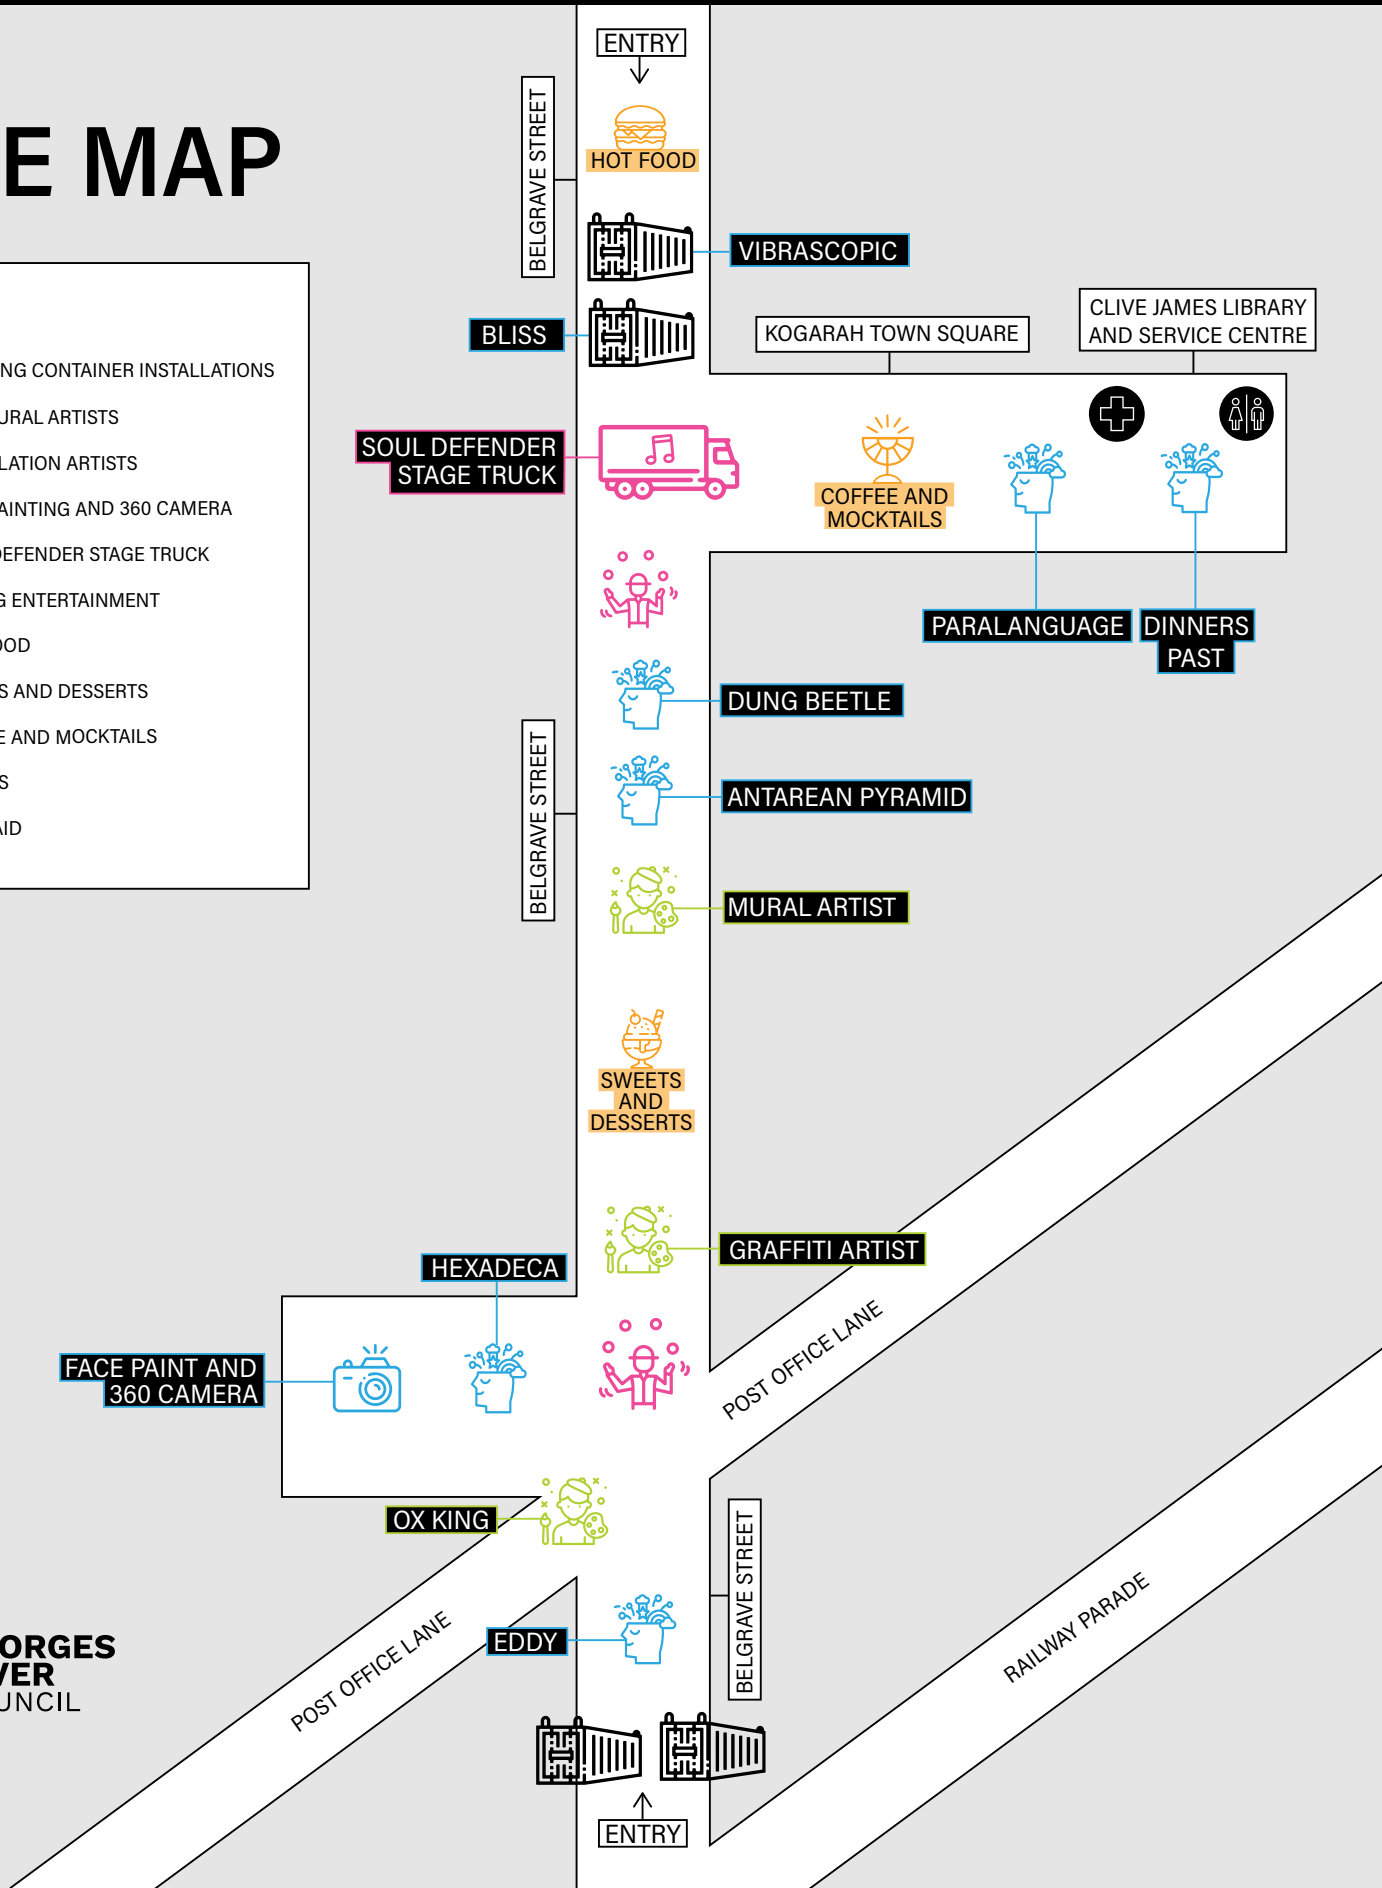 E MAP
NG CONTAINER INSTALLATIONS
URAL ARTISTS
LATION ARTISTS
AINTING AND 360 CAMERA
DEFENDER STAGE TRUCK
G ENTERTAINMENT
OOD
S AND DESSERTS
E AND MOCKTAILS
S
AID
ENTRY
BELGRAVE STREET
HOT FOOD
VIBRASCOPIC
BLISS
KOGARAH TOWN SQUARE
CLIVE JAMES LIBRARY
AND SERVICE CENTRE
SOUL DEFENDER
STAGE TRUCK
COFFEE AND
MOCKTAILS
PARALANGUAGE
DINNERS
PAST
DUNG BEETLE
BELGRAVE STREET
ANTAREAN PYRAMID
MURAL ARTIST
SWEETS
AND
DESSERTS
GRAFFITI ARTIST
HEXADECA
FACE PAINT AND
360 CAMERA
POST OFFICE LANE
OX KING
BELGRAVE STREET
EDDY
POST OFFICE LANE
RAILWAY PARADE
ORGES
VER
UNCIL
ENTRY